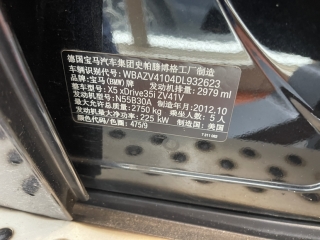 德国宝马汽车集团史帕腾博格工厂制造
车辆识别代号: WBAZV4104DL932623
品牌: 宝马(BMW)牌 发动机排量: 2979 ml
整车型号: X5 xDrive35i ZV41V
发动机型号: N55B30A 制造年月: 2012.10
最大允许总质量: 2750 kg 乘坐人数: 5 人
发动机最大净功率: 225 kW 制造国: 美国
颜色代码/色圈: 475/9